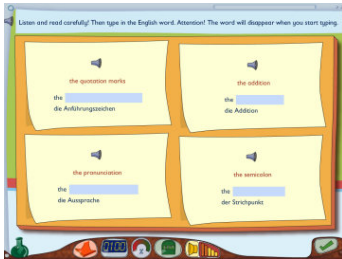 Listen and read carefully! Then type in the English word. Attention! The word will disappear when you start typing.
the quotation marks
the
die Anführungszeichen
the addition
the
die Addition
the pronunciation
the
die Aussprache
the semicolon
the
der Strichpunkt